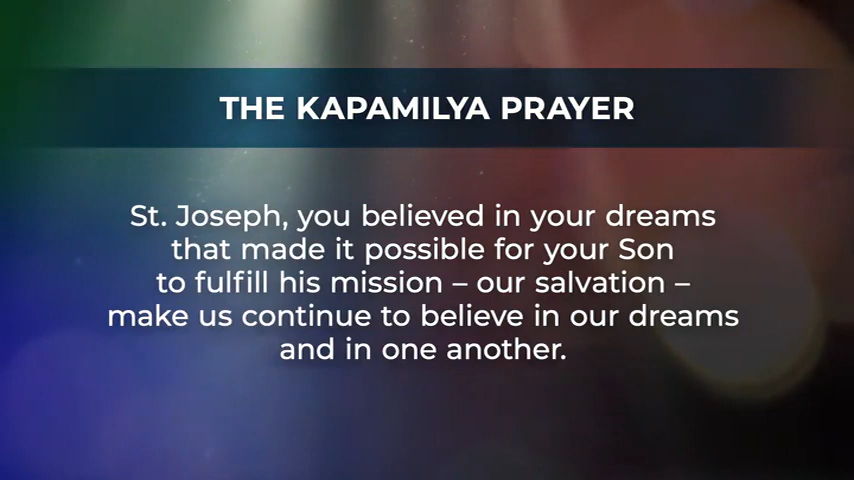 THE KAPAMILYA PRAYER
St. Joseph, you believed in your dreams
that made it possible for your Son
to fulfill his mission – our salvation –
make us continue to believe in our dreams
and in one another.